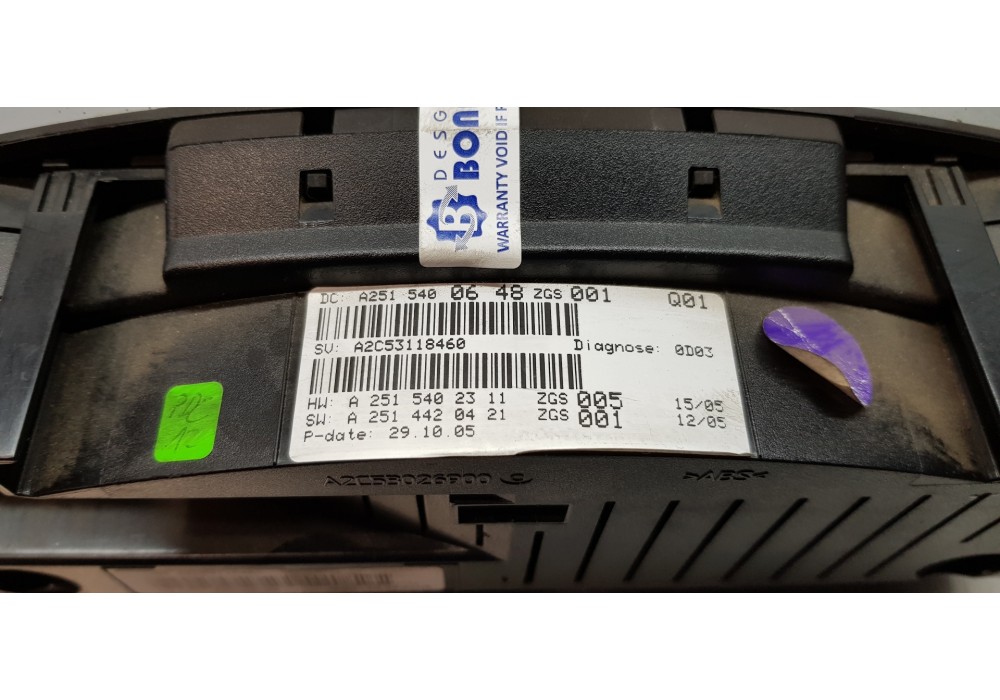 DESG
BOM
WARRANTY VOID IF R
B
DC: A251 540 06 48 ZGS 001 Q01
SV: A2C53118460 Diagnose: 0D03
HW: A 251 540 23 11 ZGS 005 15/05
SW: A 251 442 04 21 ZGS 001 12/05
P-date: 29.10.05
A2C53026900
>ABS<